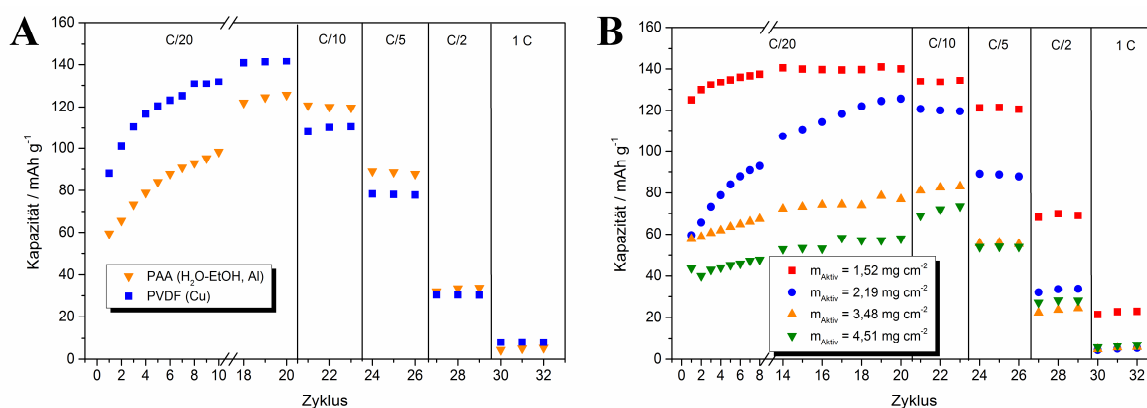 A
Kapazität / mAh g⁻¹
160
140
120
100
80
60
40
20
0
C/20
C/10
C/5
C/2
1 C
PAA (H₂O-EtOH, Al)
PVDF (Cu)
0 2 4 6 8 10 18 20 22 24 26 28 30 32
Zyklus
B
Kapazität / mAh g⁻¹
160
140
120
100
80
60
40
20
0
C/20
C/10
C/5
C/2
1 C
m_Aktiv = 1,52 mg cm⁻²
m_Aktiv = 2,19 mg cm⁻²
m_Aktiv = 3,48 mg cm⁻²
m_Aktiv = 4,51 mg cm⁻²
0 2 4 6 8 14 16 18 20 22 24 26 28 30 32
Zyklus